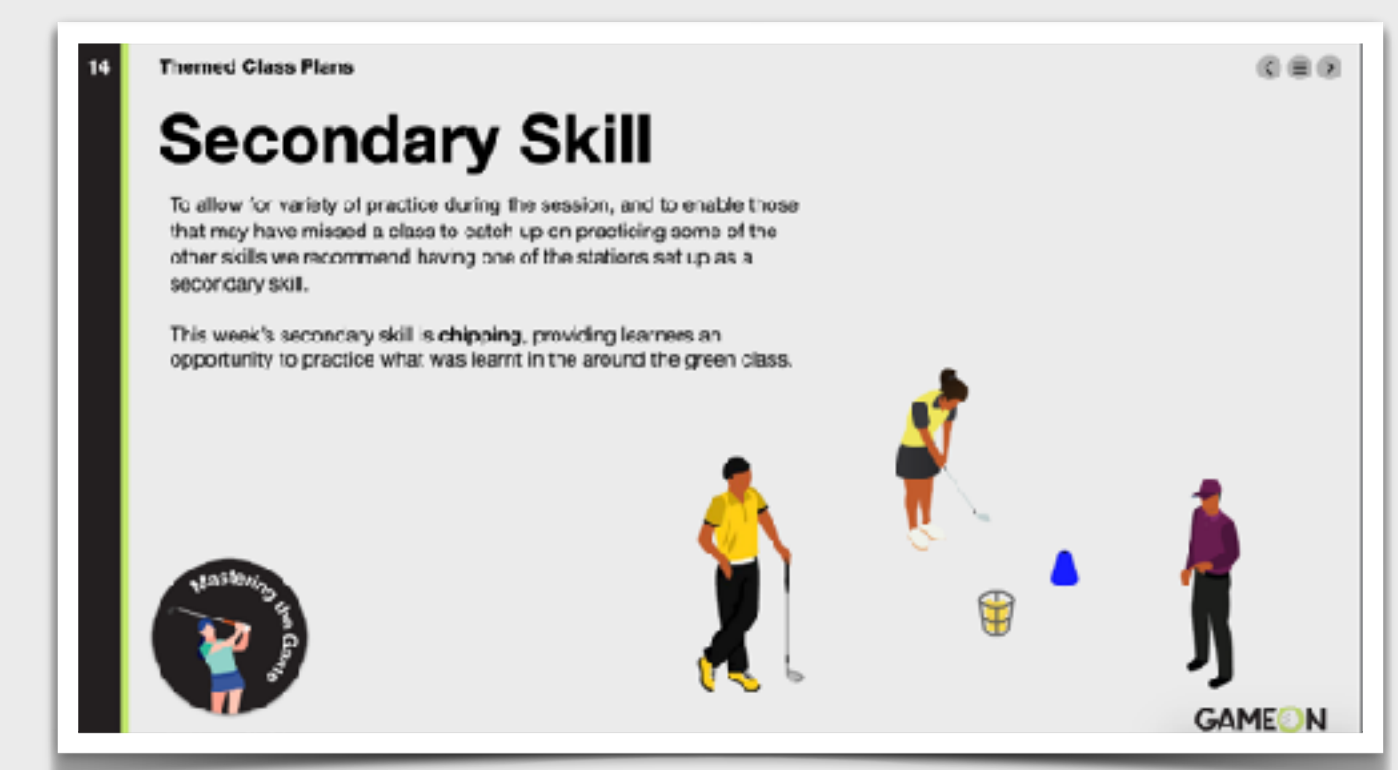 14
Themed Class Plans
Secondary Skill
To allow for variety of practice during the session, and to enable those
that may have missed a class to catch up on practicing some of the
other skills we recommend having one of the stations set up as a
secondary skill.
This week's secondary skill is chipping, providing learners an
opportunity to practice what was learnt in the around the green class.
Mastering the Game
GAMEON